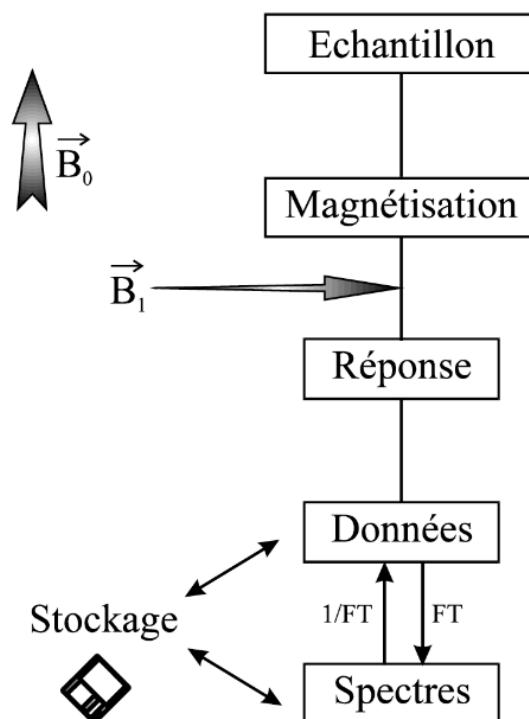 Echantillon
B₀
Magnétisation
B₁
Réponse
Données
1/FT
FT
Stockage
Spectres